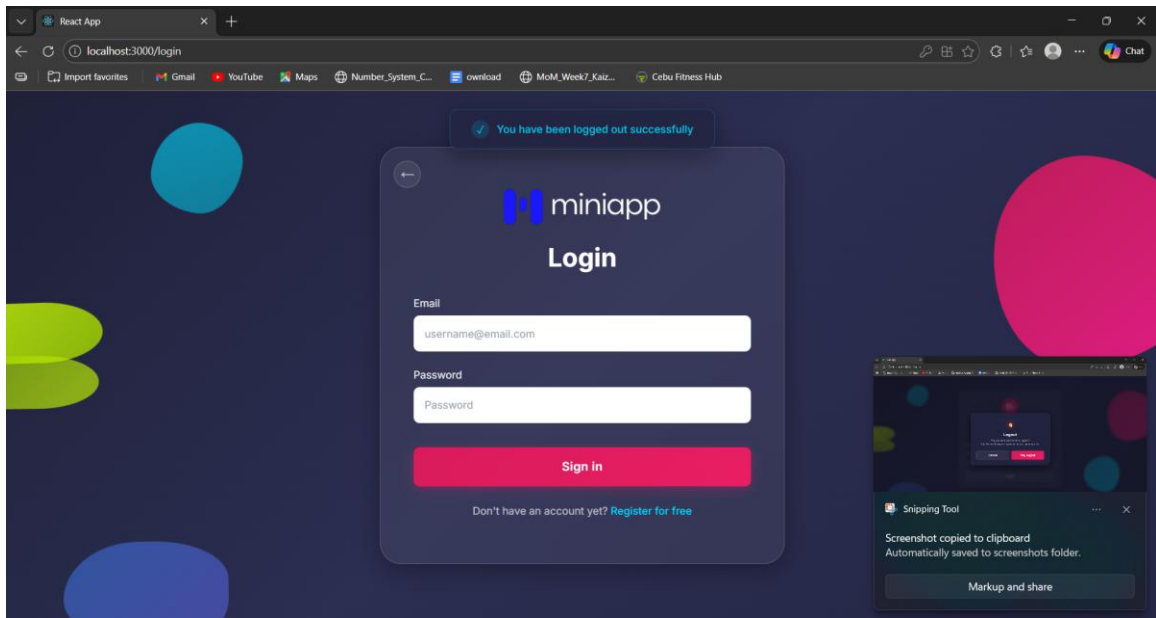 React App
localhost:3000/login
Chat
Import favorites
Gmail
YouTube
Maps
Number_System_C...
ownload
MoM_Week7_Kaiz...
Cebu Fitness Hub
You have been logged out successfully
miniapp
Login
Email
username@email.com
Password
Password
Sign in
Don't have an account yet? Register for free
Logout
Snipping Tool
Screenshot copied to clipboard
Automatically saved to screenshots folder.
Markup and share